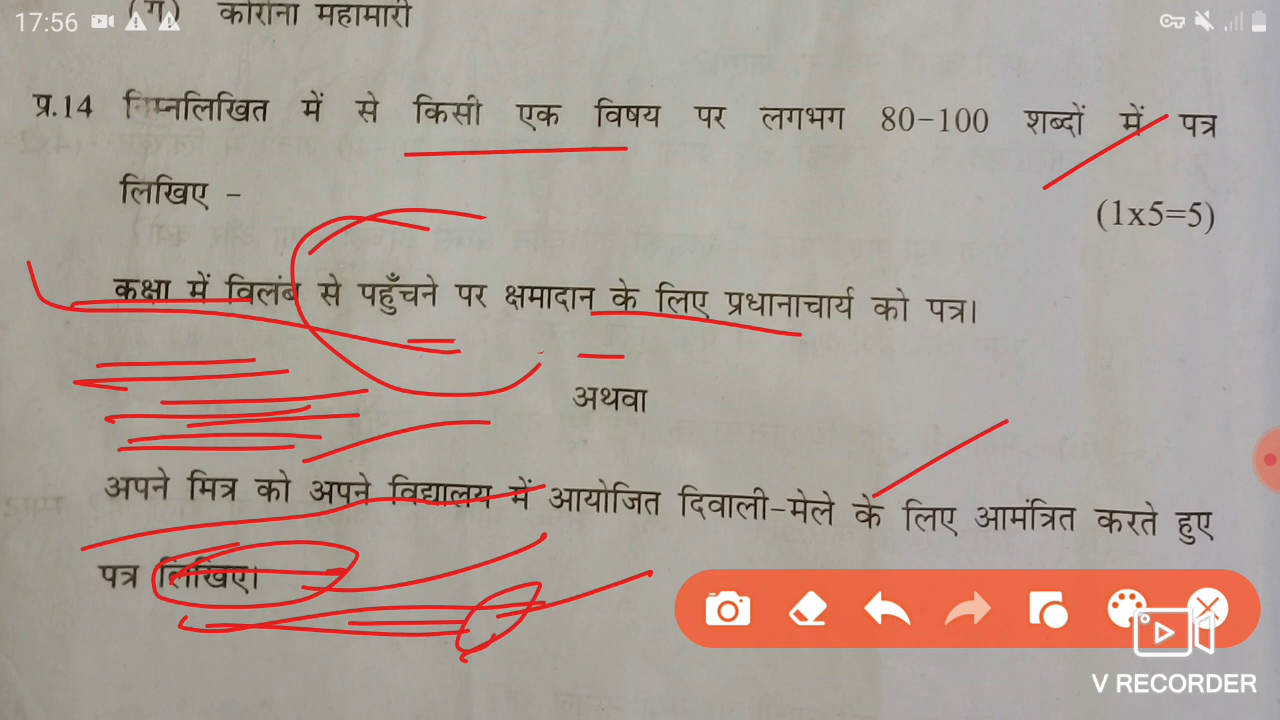 17:56
(ग) कोरोना महामारी
प्र.14 निम्नलिखित में से किसी एक विषय पर लगभग 80-100 शब्दों में पत्र
लिखिए - (1x5=5)
कक्षा में विलंब से पहुँचने पर क्षमादान के लिए प्रधानाचार्य को पत्र।
अथवा
अपने मित्र को अपने विद्यालय में आयोजित दिवाली-मेले के लिए आमंत्रित करते हुए
पत्र लिखिए।
V RECORDER